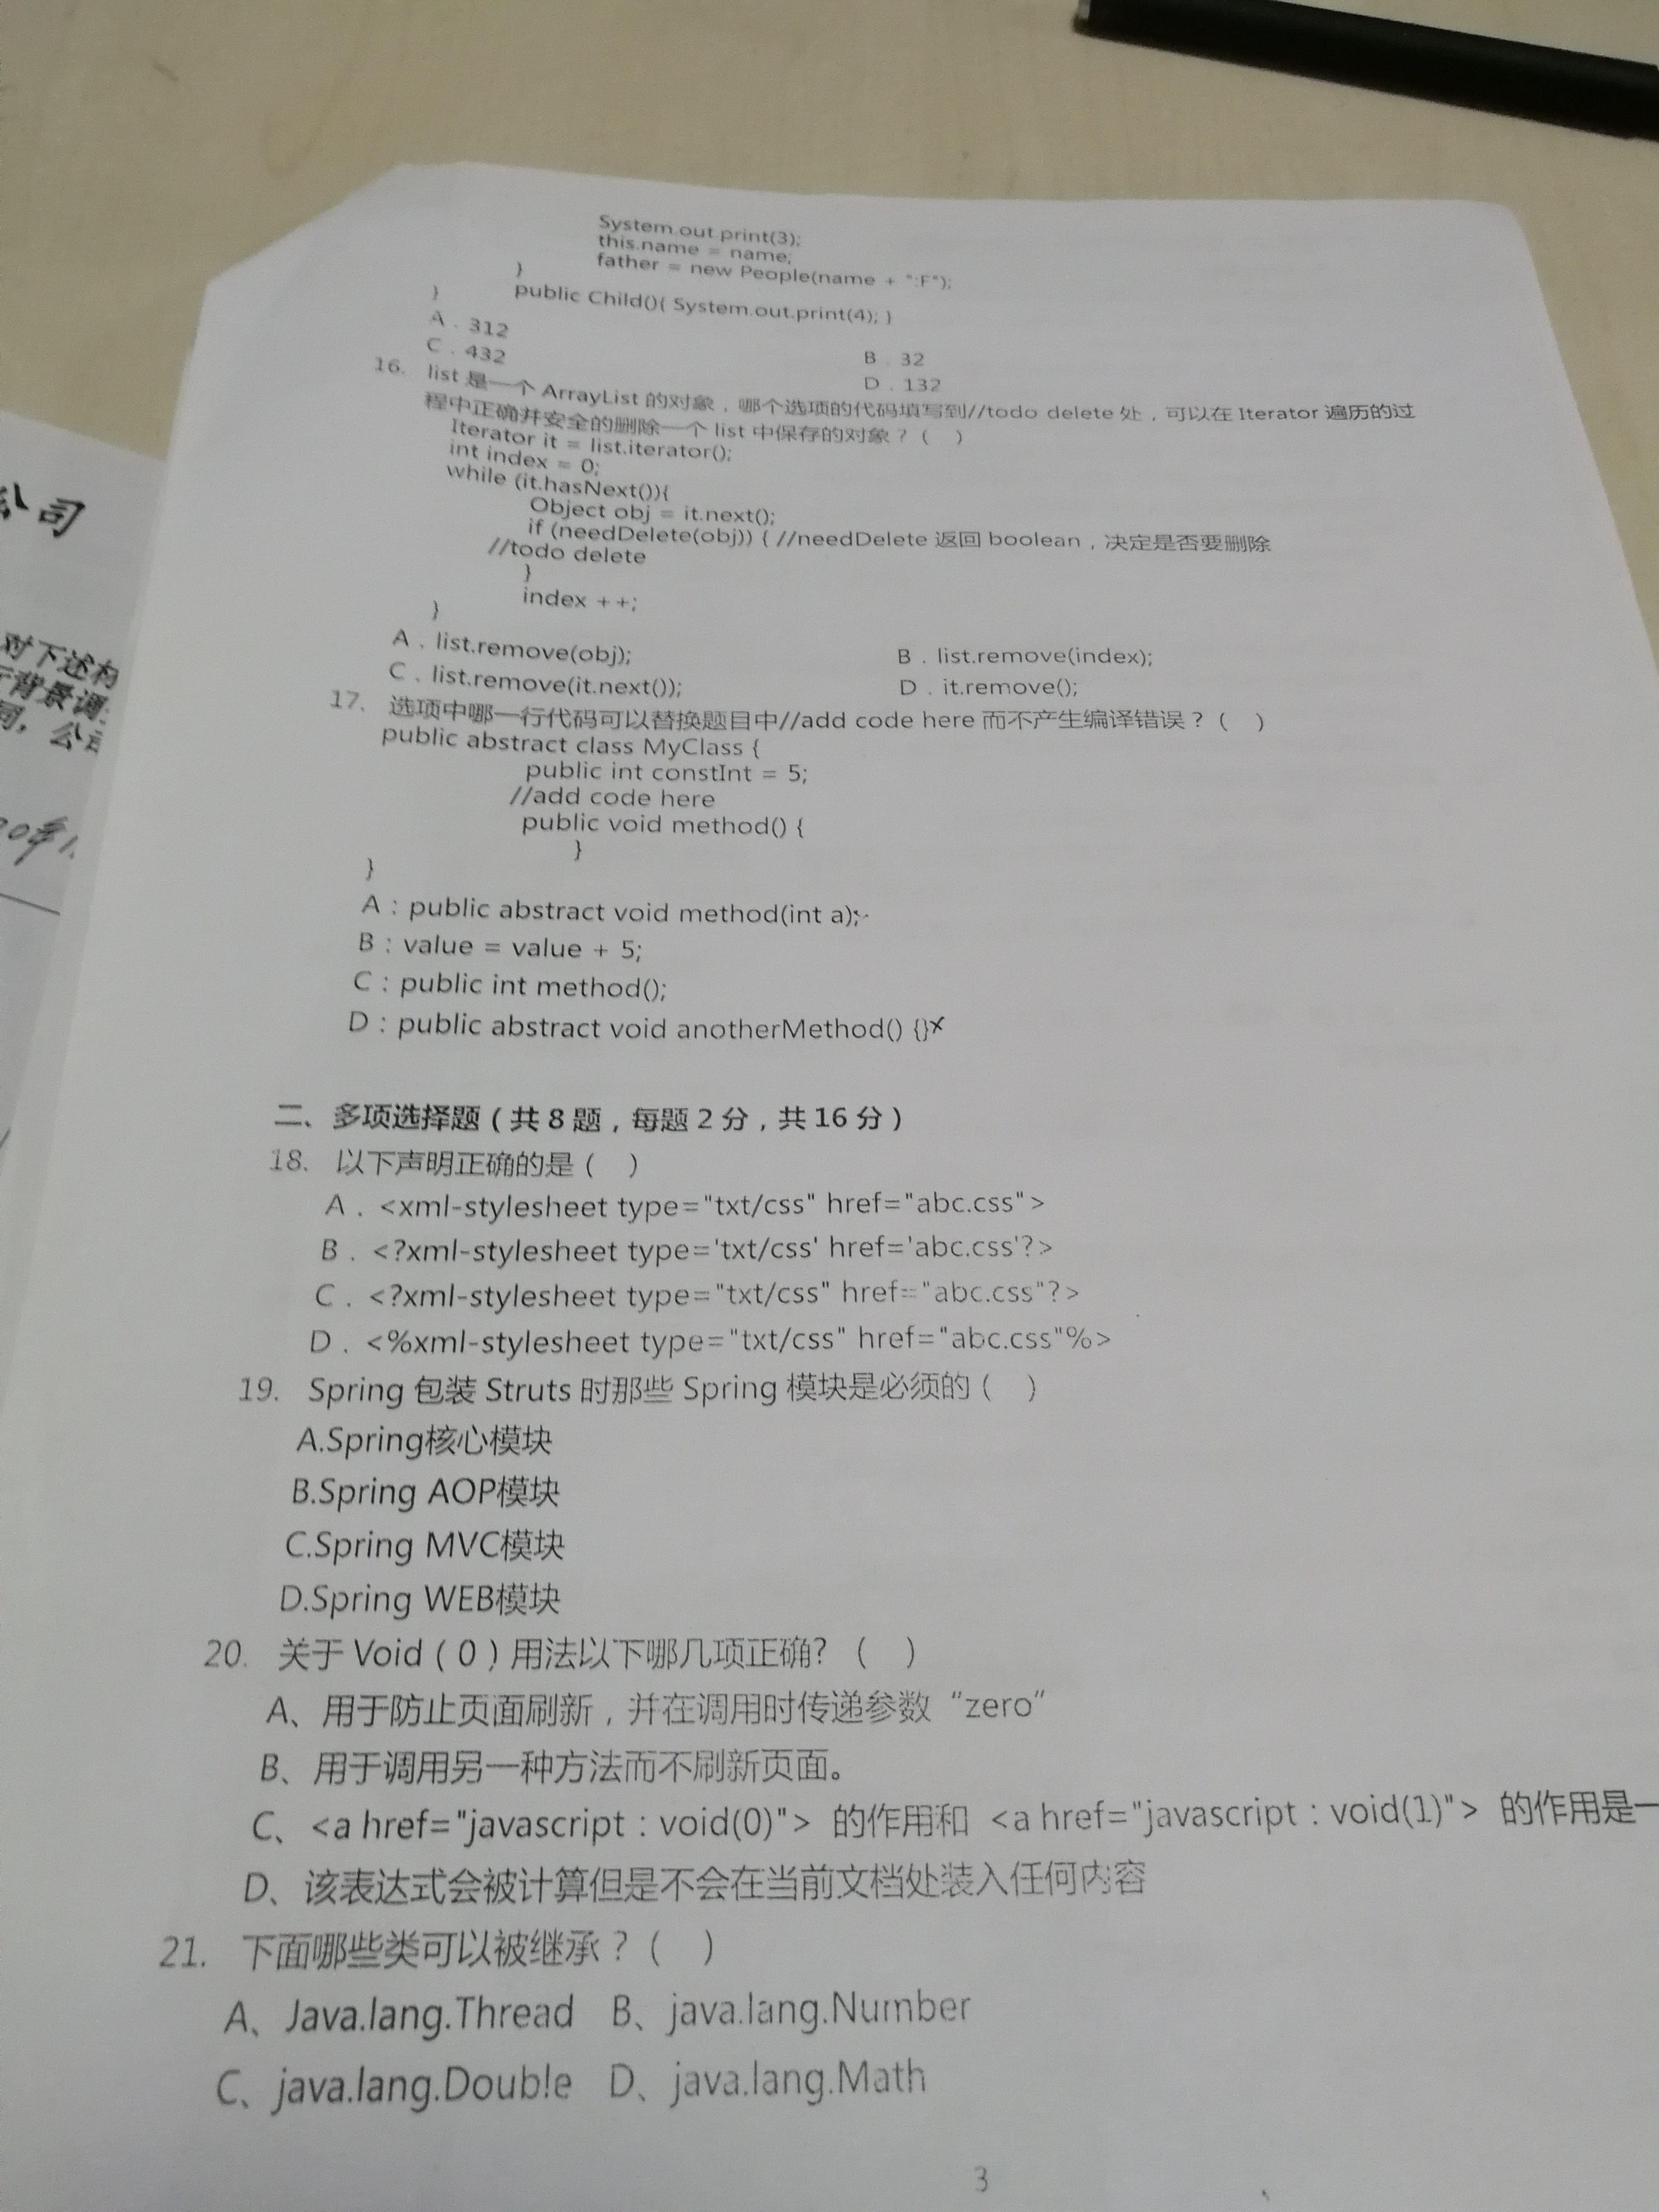 System.out.print(3);
this.name = name;
father = new People(name + ":F");
}
public Child(){ System.out.print(4); }
}
A . 312
B . 32
C . 432
D . 132
16. list 是一个 ArrayList 的对象，哪个选项的代码填写到//todo delete 处，可以在 Iterator 遍历的过
程中正确并安全的删除一个 list 中保存的对象？（ ）
Iterator it = list.iterator();
int index = 0;
while (it.hasNext()){
Object obj = it.next();
if (needDelete(obj)) { //needDelete 返回 boolean，决定是否要删除
//todo delete
}
index ++;
}
A . list.remove(obj);
B . list.remove(index);
C . list.remove(it.next());
D . it.remove();
17. 选项中哪一行代码可以替换题目中//add code here 而不产生编译错误？（ ）
public abstract class MyClass {
public int constInt = 5;
//add code here
public void method() {
}
}
A：public abstract void method(int a);
B：value = value + 5;
C：public int method();
D：public abstract void anotherMethod() {}×
二、多项选择题（共 8 题，每题 2 分，共 16 分）
18. 以下声明正确的是（ ）
A . <xml-stylesheet type="txt/css" href="abc.css">
B . <?xml-stylesheet type='txt/css' href='abc.css'?>
C . <?xml-stylesheet type="txt/css" href="abc.css"?>
D . <%xml-stylesheet type="txt/css" href="abc.css"%>
19. Spring 包装 Struts 时那些 Spring 模块是必须的（ ）
A.Spring核心模块
B.Spring AOP模块
C.Spring MVC模块
D.Spring WEB模块
20. 关于 Void（0）用法以下哪几项正确?（ ）
A、用于防止页面刷新，并在调用时传递参数“zero”
B、用于调用另一种方法而不刷新页面。
C、<a href="javascript：void(0)"> 的作用和 <a href="javascript：void(1)"> 的作用是一
D、该表达式会被计算但是不会在当前文档处装入任何内容
21. 下面哪些类可以被继承？（ ）
A、Java.lang.Thread B、java.lang.Number
C、java.lang.Double D、java.lang.Math
3
公司
对下述构
背景调
同，公司